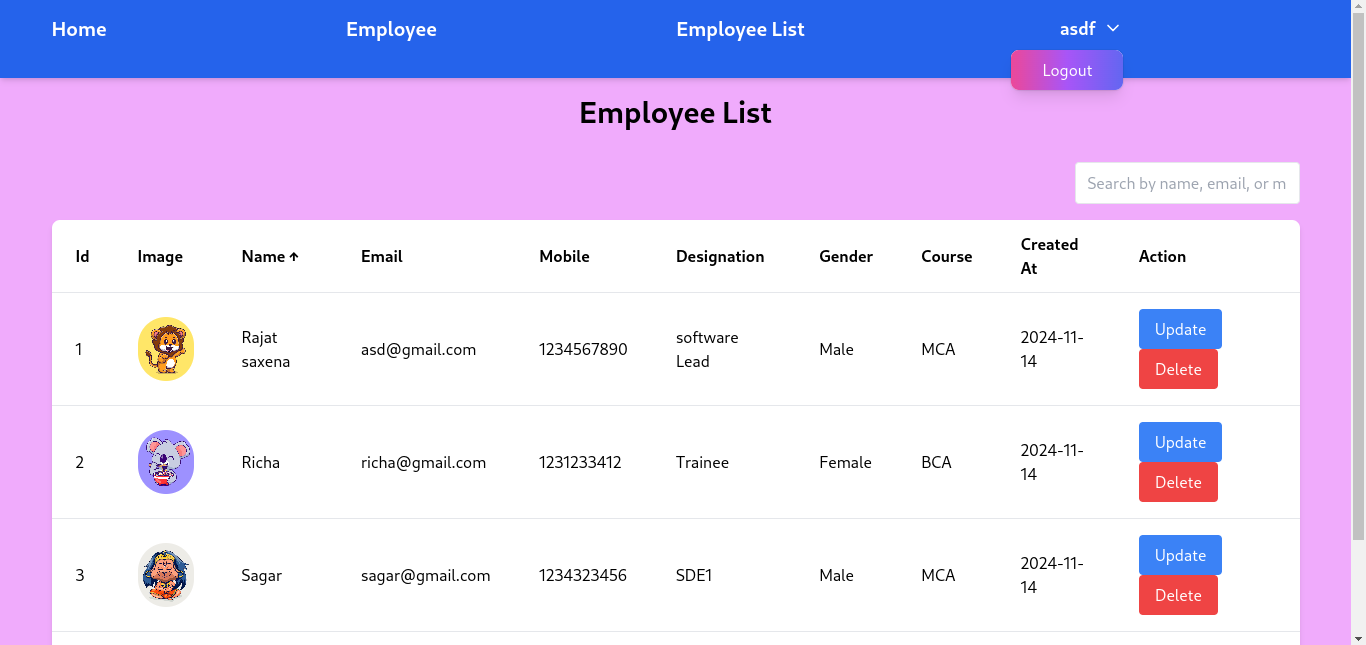 Home Employee Employee List asdf
Logout
Employee List
Search by name, email, or m
Id Image Name ↑ Email Mobile Designation Gender Course Created At Action
1 Rajat saxena asd@gmail.com 1234567890 software Lead Male MCA 2024-11-14 Update
Delete
2 Richa richa@gmail.com 1231233412 Trainee Female BCA 2024-11-14 Update
Delete
3 Sagar sagar@gmail.com 1234323456 SDE1 Male MCA 2024-11-14 Update
Delete